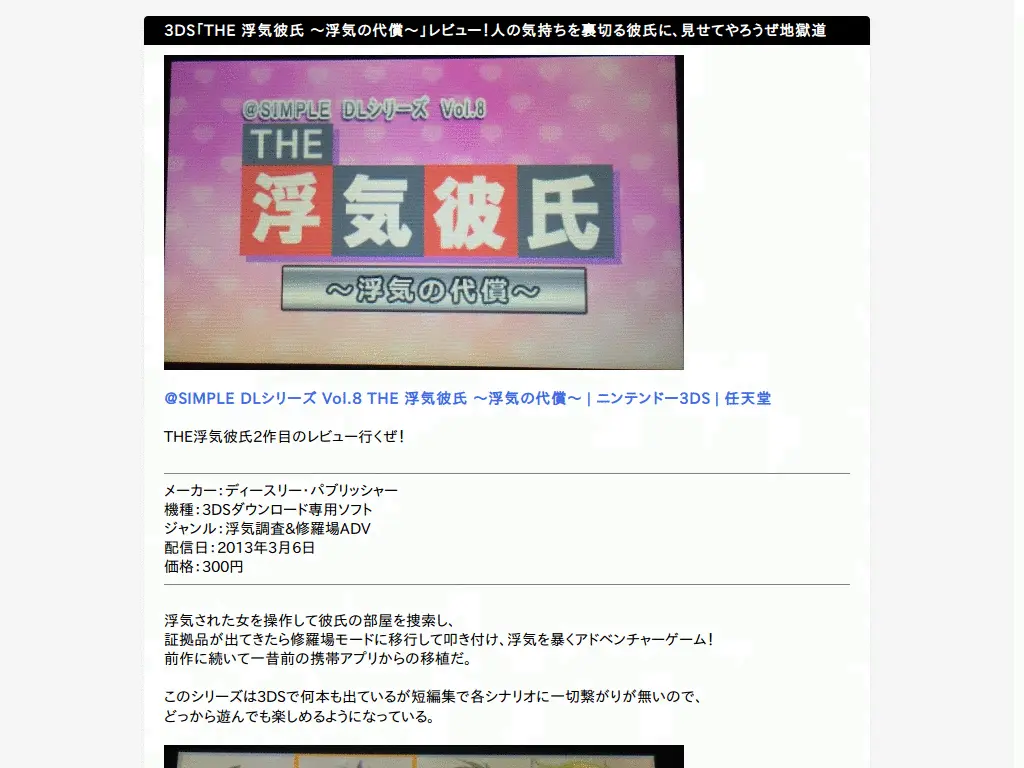 3DS「THE 浮気彼氏 ～浮気の代償～」レビュー！人の気持ちを裏切る彼氏に、見せてやろうぜ地獄道
@SIMPLE DLシリーズ Vol.8
THE
浮気彼氏
～浮気の代償～
@SIMPLE DLシリーズ Vol.8 THE 浮気彼氏 ～浮気の代償～ | ニンテンドー3DS | 任天堂
THE浮気彼氏2作目のレビュー行くぜ！
メーカー：ディースリー・パブリッシャー
機種：3DSダウンロード専用ソフト
ジャンル：浮気調査&修羅場ADV
配信日：2013年3月6日
価格：300円
浮気された女を操作して彼氏の部屋を捜索し、
証拠品が出てきたら修羅場モードに移行して叩き付け、浮気を暴くアドベンチャーゲーム！
前作に続いて一昔前の携帯アプリからの移植だ。
このシリーズは3DSで何本も出ているが短編集で各シナリオに一切繋がりが無いので、
どっから遊んでも楽しめるようになっている。